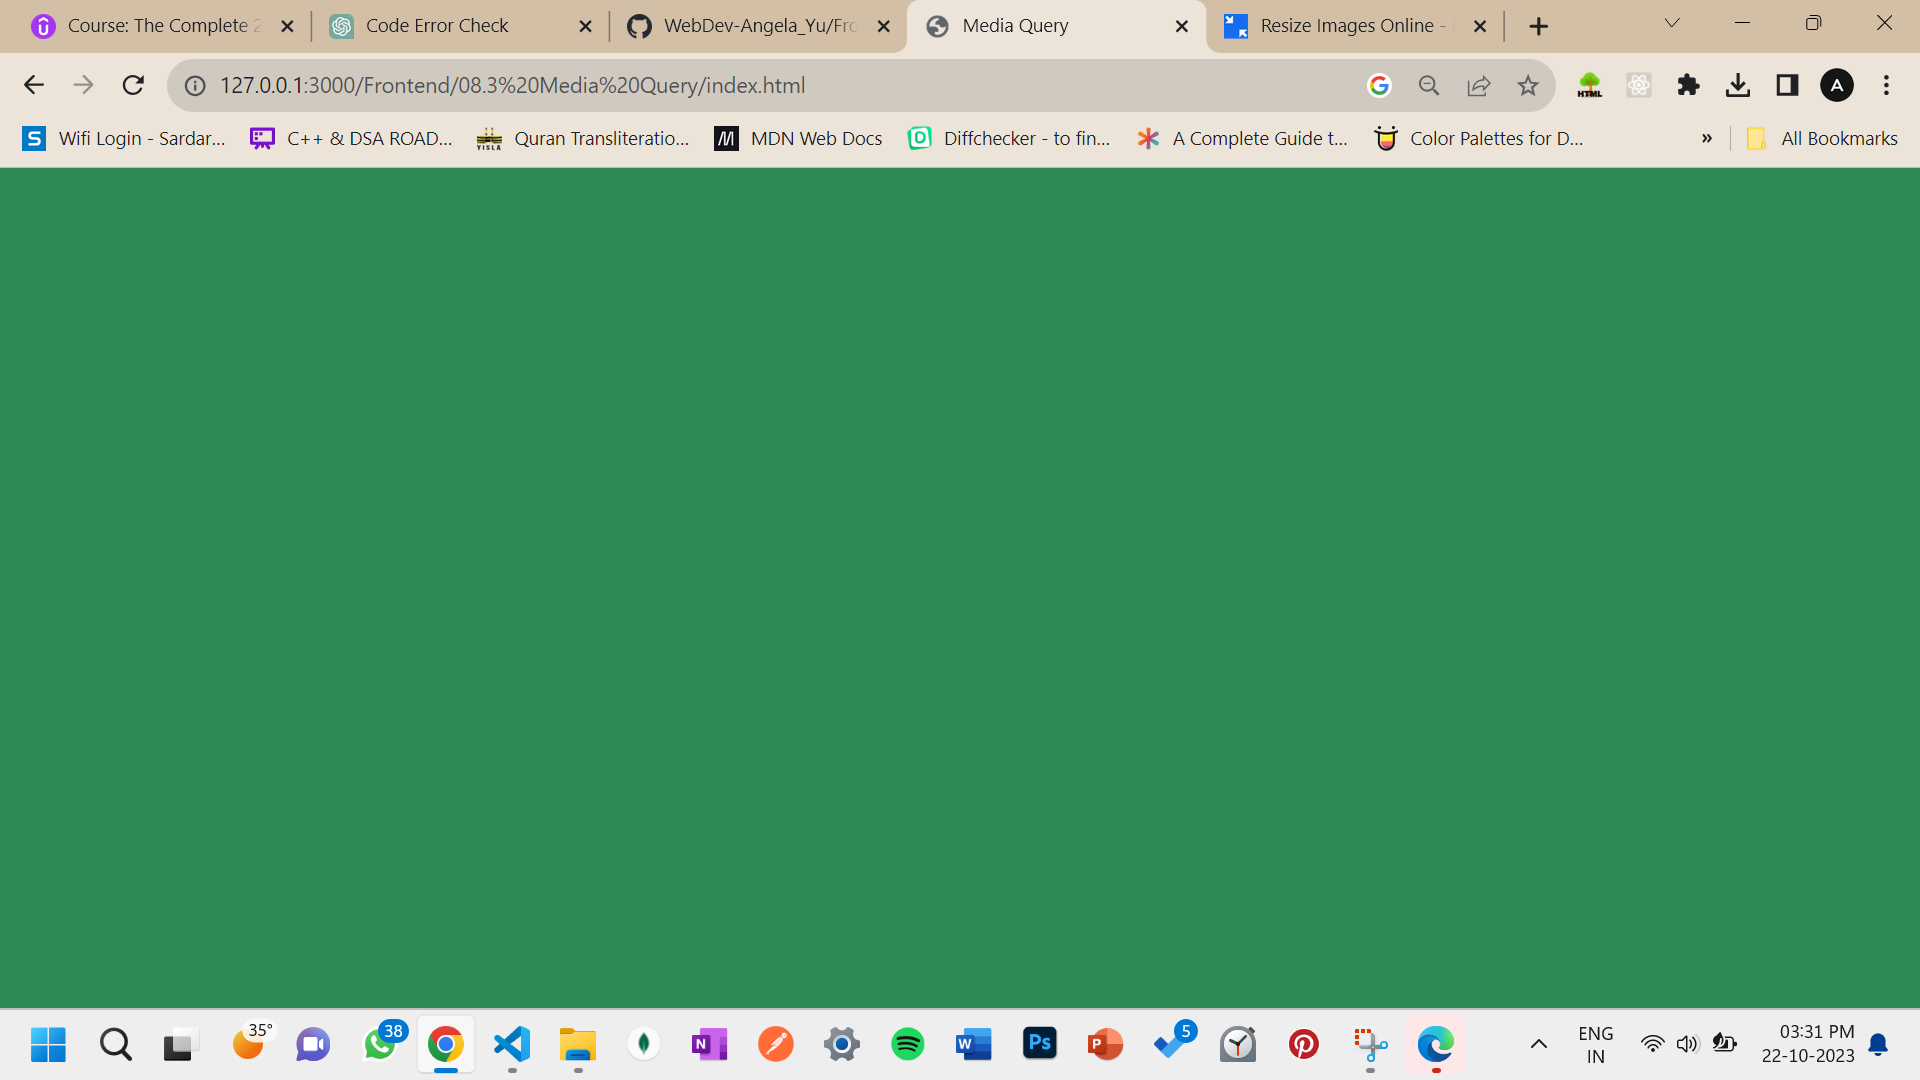 Course: The Complete 2
Code Error Check
WebDev-Angela_Yu/Fro
Media Query
Resize Images Online -
127.0.0.1:3000/Frontend/08.3%20Media%20Query/index.html
HTML
A
Wifi Login - Sardar...
C++ & DSA ROAD...
YISLA
Quran Transliteratio...
MDN Web Docs
Diffchecker - to fin...
A Complete Guide t...
Color Palettes for D...
»
All Bookmarks
35°
38
N
W
Ps
P
5
ENG
IN
03:31 PM
22-10-2023